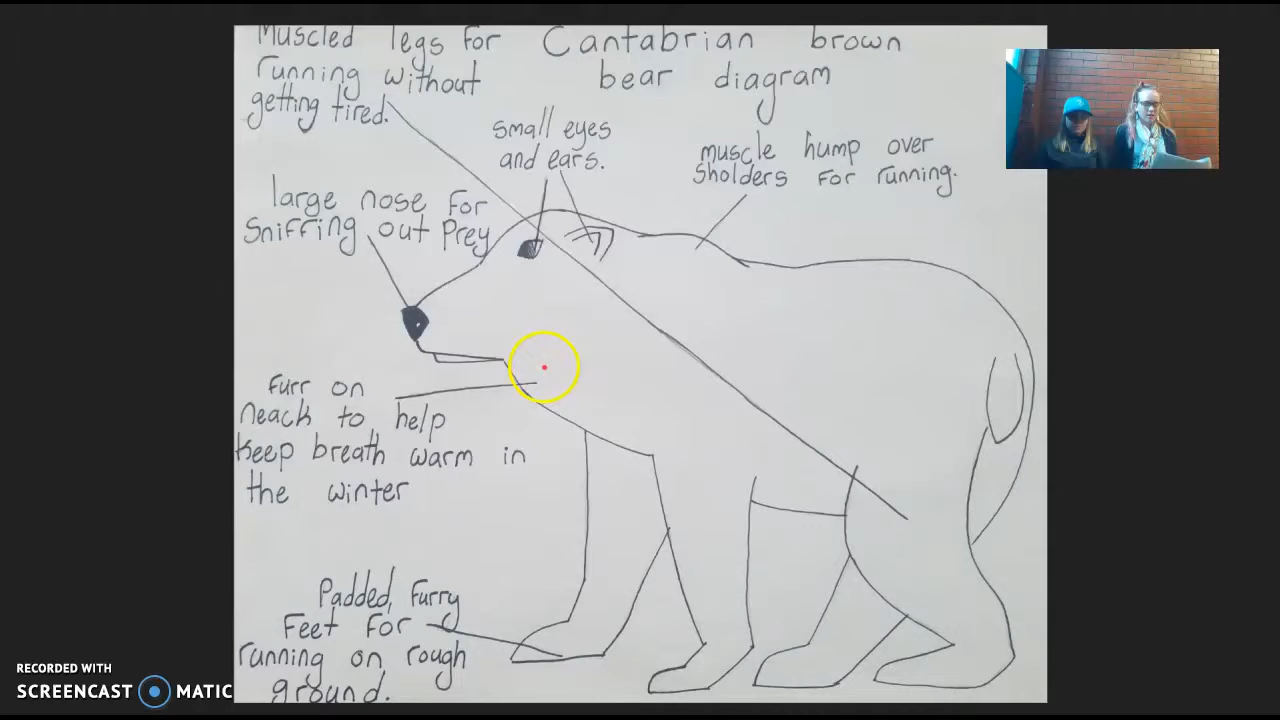 Muscled legs for
running without
getting tired.
Cantabrian brown
bear diagram
small eyes
and ears.
muscle hump over
sholders for running.
large nose for
sniffing out prey
furr on
neack to help
keep breath warm in
the winter
Padded, furry
feet for
running on rough
ground.
RECORDED WITH
SCREENCAST MATIC